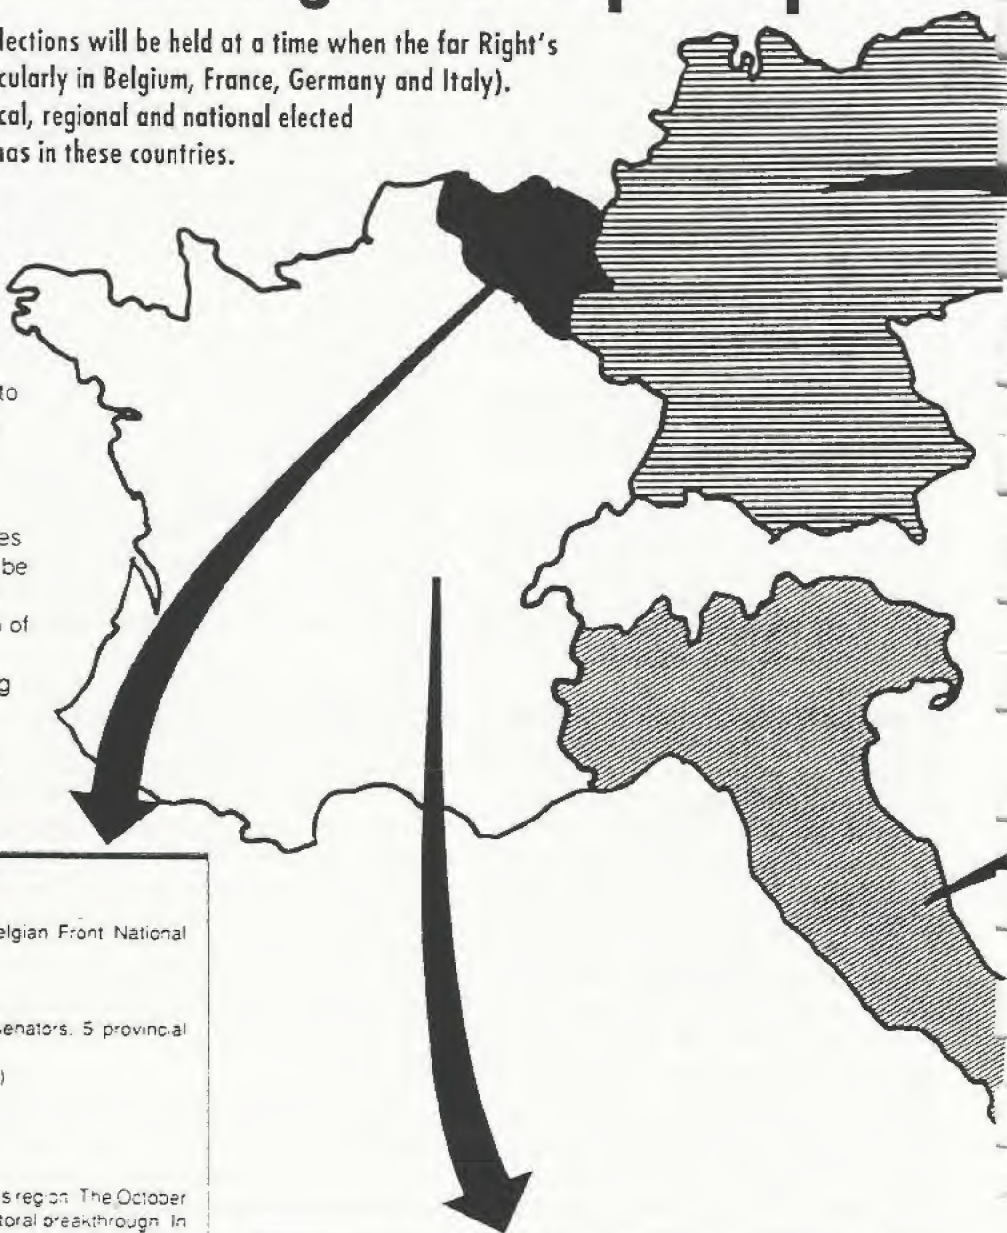 lections will be held at a time when the far Right's
cularly in Belgium, France, Germany and Italy).
cal, regional and national elected
nas in these countries.
to
es
be
of
g
elgian Front National
senators. 5 provincial
)
s region The October
toral breakthrough In